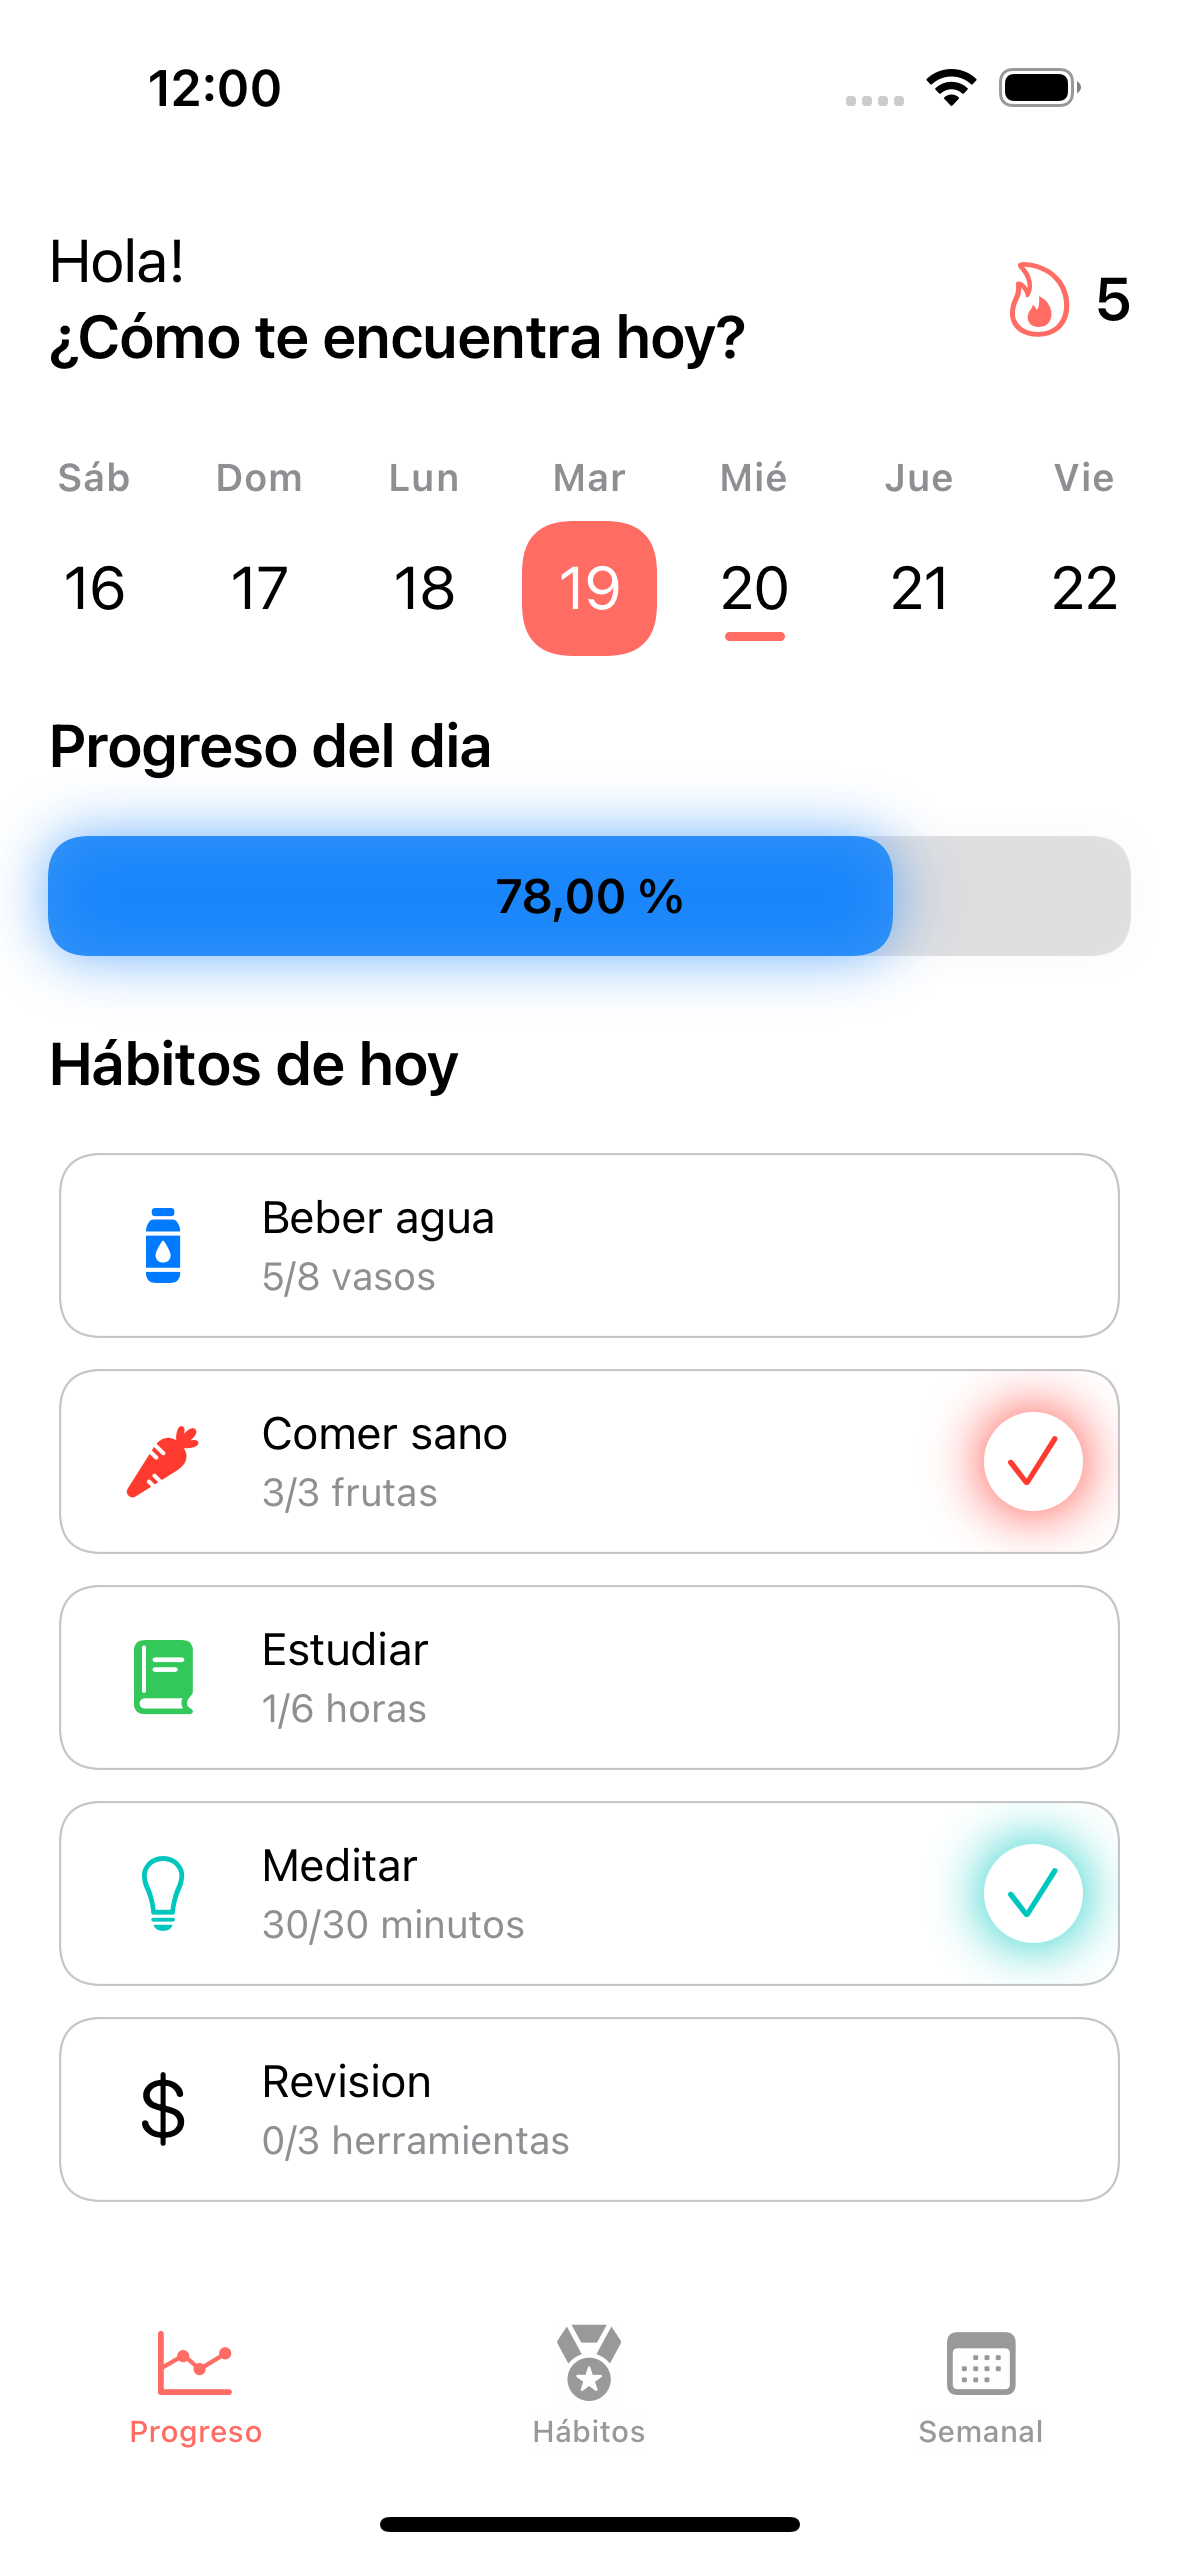 12:00
Hola!
¿Cómo te encuentra hoy?
5
Sáb Dom Lun Mar Mié Jue Vie
16 17 18 19 20 21 22
Progreso del dia
78,00 %
Hábitos de hoy
Beber agua
5/8 vasos
Comer sano
3/3 frutas
Estudiar
1/6 horas
Meditar
30/30 minutos
$
Revision
0/3 herramientas
Progreso Hábitos Semanal